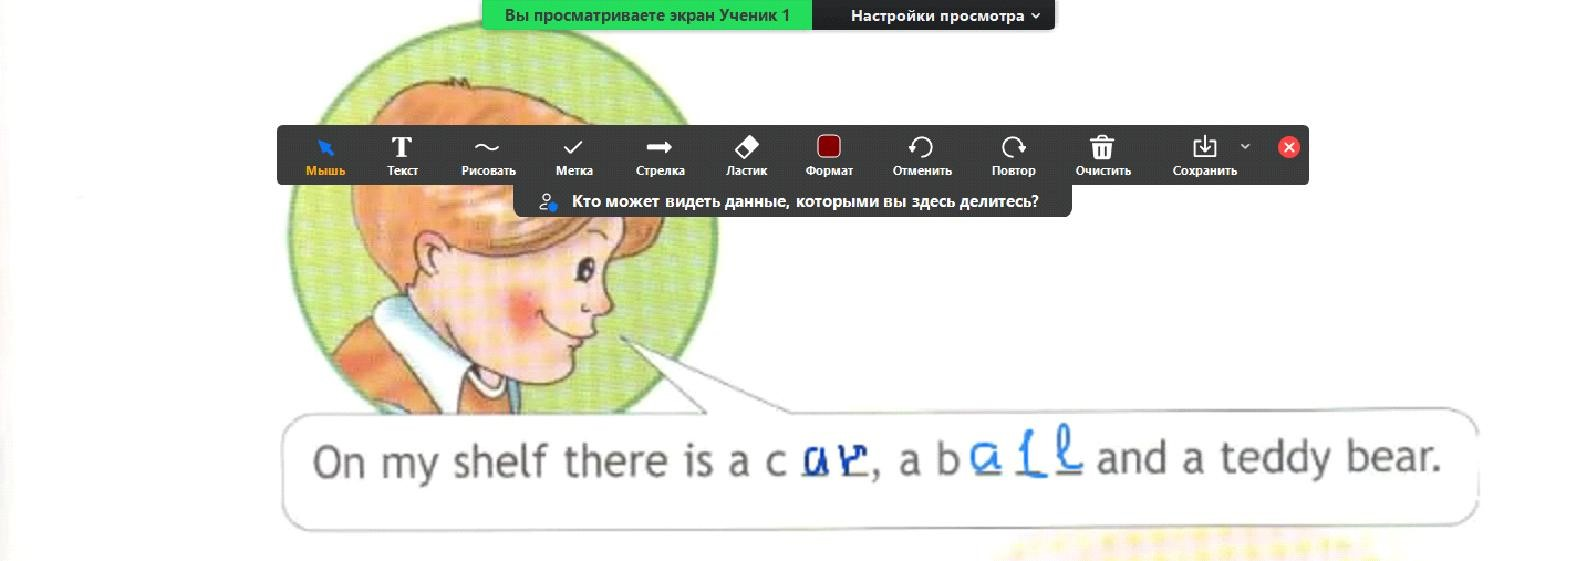 Вы просматриваете экран Ученик 1 Настройки просмотра
Мышь Текст Рисовать Метка Стрелка Ластик Формат Отменить Повтор Очистить Сохранить
Кто может видеть данные, которыми вы здесь делитесь?
On my shelf there is a car, a ball and a teddy bear.